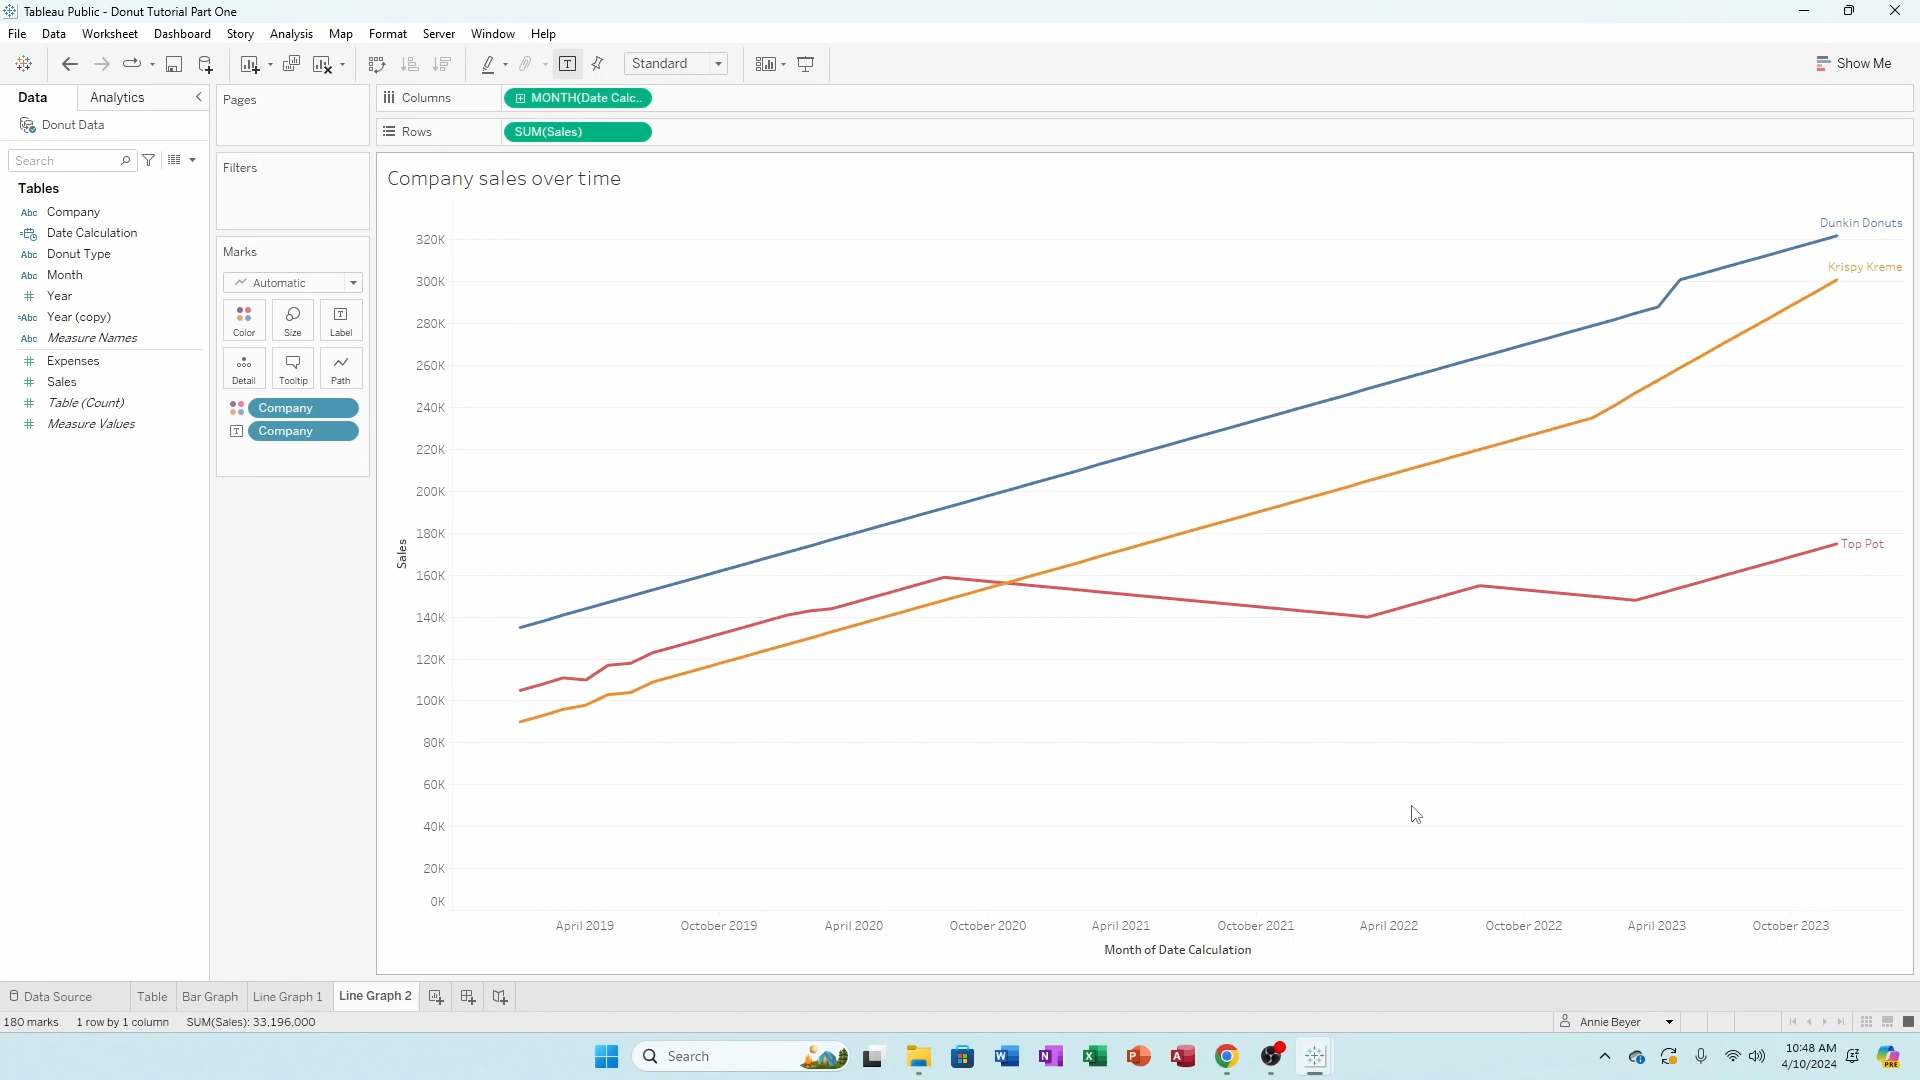 Tableau Public - Donut Tutorial Part One
File Data Worksheet Dashboard Story Analysis Map Format Server Window Help
Standard
Show Me
Data Analytics
Donut Data
Search
Tables
Abc Company
Date Calculation
Abc Donut Type
Abc Month
# Year
=Abc Year (copy)
Abc Measure Names
# Expenses
# Sales
# Table (Count)
# Measure Values
Pages
Filters
Marks
Automatic
Color Size Label
Detail Tooltip Path
Company
Company
Columns MONTH(Date Calc..
Rows SUM(Sales)
Company sales over time
Dunkin Donuts
Krispy Kreme
Top Pot
320K
300K
280K
260K
240K
220K
200K
180K
160K
140K
120K
100K
80K
60K
40K
20K
0K
Sales
April 2019 October 2019 April 2020 October 2020 April 2021 October 2021 April 2022 October 2022 April 2023 October 2023
Month of Date Calculation
Data Source Table Bar Graph Line Graph 1 Line Graph 2
180 marks 1 row by 1 column SUM(Sales): 33,196,000
Annie Beyer
Search
10:48 AM
4/10/2024